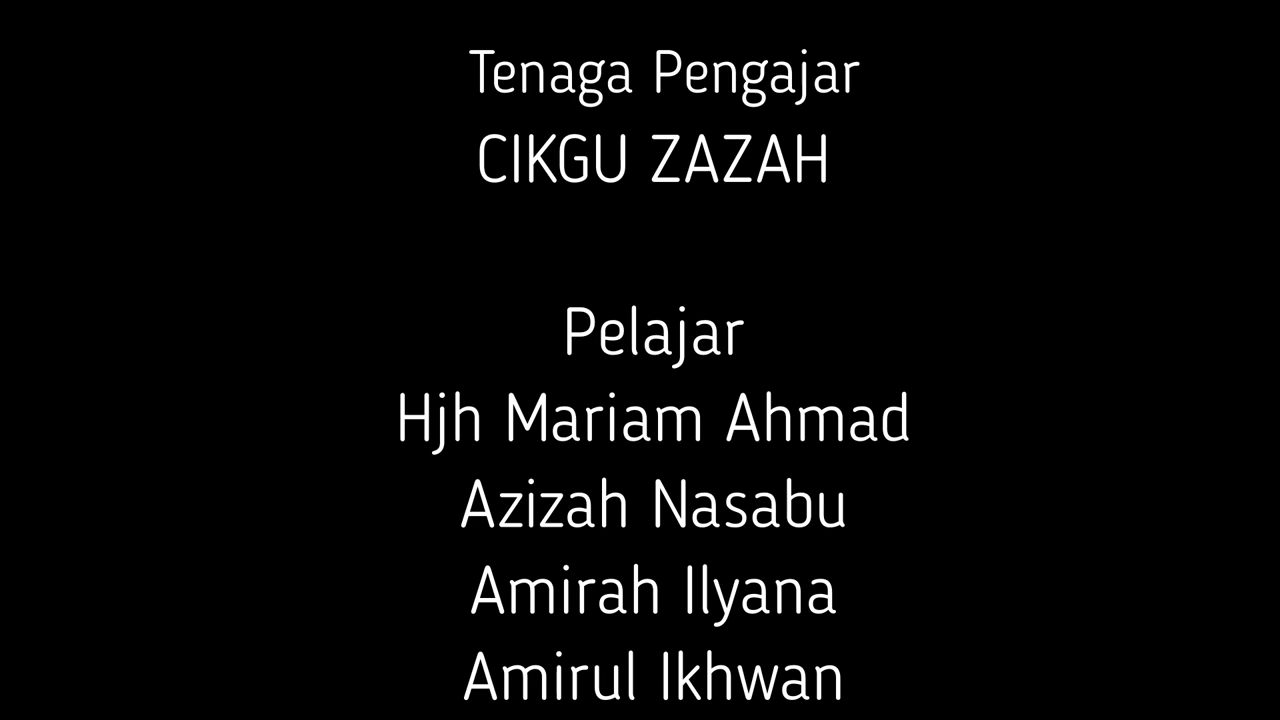 Tenaga Pengajar
CIKGU ZAZAH
Pelajar
Hjh Mariam Ahmad
Azizah Nasabu
Amirah Ilyana
Amirul Ikhwan